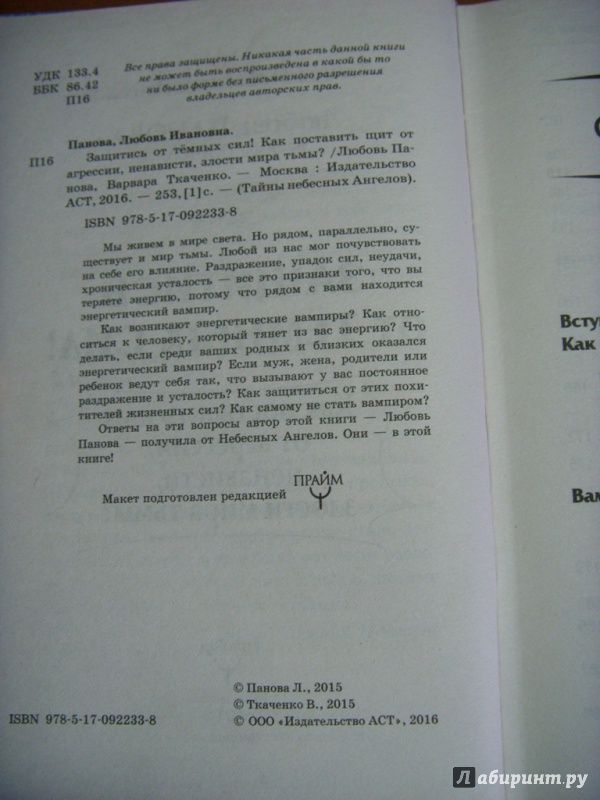 УДК 133.4
ББК 86.42
П16
Все права защищены. Никакая часть данной книги
не может быть воспроизведена в какой бы то
ни было форме без письменного разрешения
владельцев авторских прав.
Панова, Любовь Ивановна.
П16 Защитись от тёмных сил! Как поставить щит от
агрессии, ненависти, злости мира тьмы? /Любовь Па-
нова, Варвара Ткаченко. — Москва : Издательство
АСТ, 2016. — 253, [1] с. — (Тайны небесных Ангелов).
ISBN 978-5-17-092233-8
Мы живем в мире света. Но рядом, параллельно, су-
ществует и мир тьмы. Любой из нас мог почувствовать
на себе его влияние. Раздражение, упадок сил, неудачи,
хроническая усталость — все это признаки того, что вы
теряете энергию, потому что рядом с вами находится
энергетический вампир.
Как возникают энергетические вампиры? Как отно-
ситься к человеку, который тянет из вас энергию? Что
делать, если среди ваших родных и близких оказался
энергетический вампир? Если муж, жена, родители или
ребенок ведут себя так, что вызывают у вас постоянное
раздражение и усталость? Как защититься от этих похи-
тителей жизненных сил? Как самому не стать вампиром?
Ответы на эти вопросы автор этой книги — Любовь
Панова — получила от Небесных Ангелов. Они — в этой
книге!
Макет подготовлен редакцией ПРАЙМ
© Панова Л., 2015
© Ткаченко В., 2015
ISBN 978-5-17-092233-8 © ООО «Издательство АСТ», 2016
Всту
Как
Вам
Лабиринт.ру